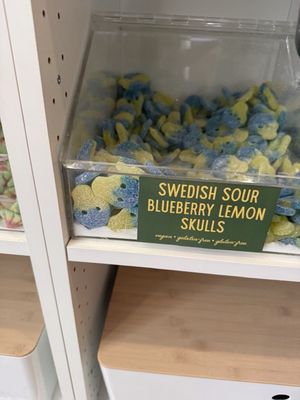 SWEDISH SOUR
BLUEBERRY LEMON
SKULLS
vegan • gelatin-free • gluten-free